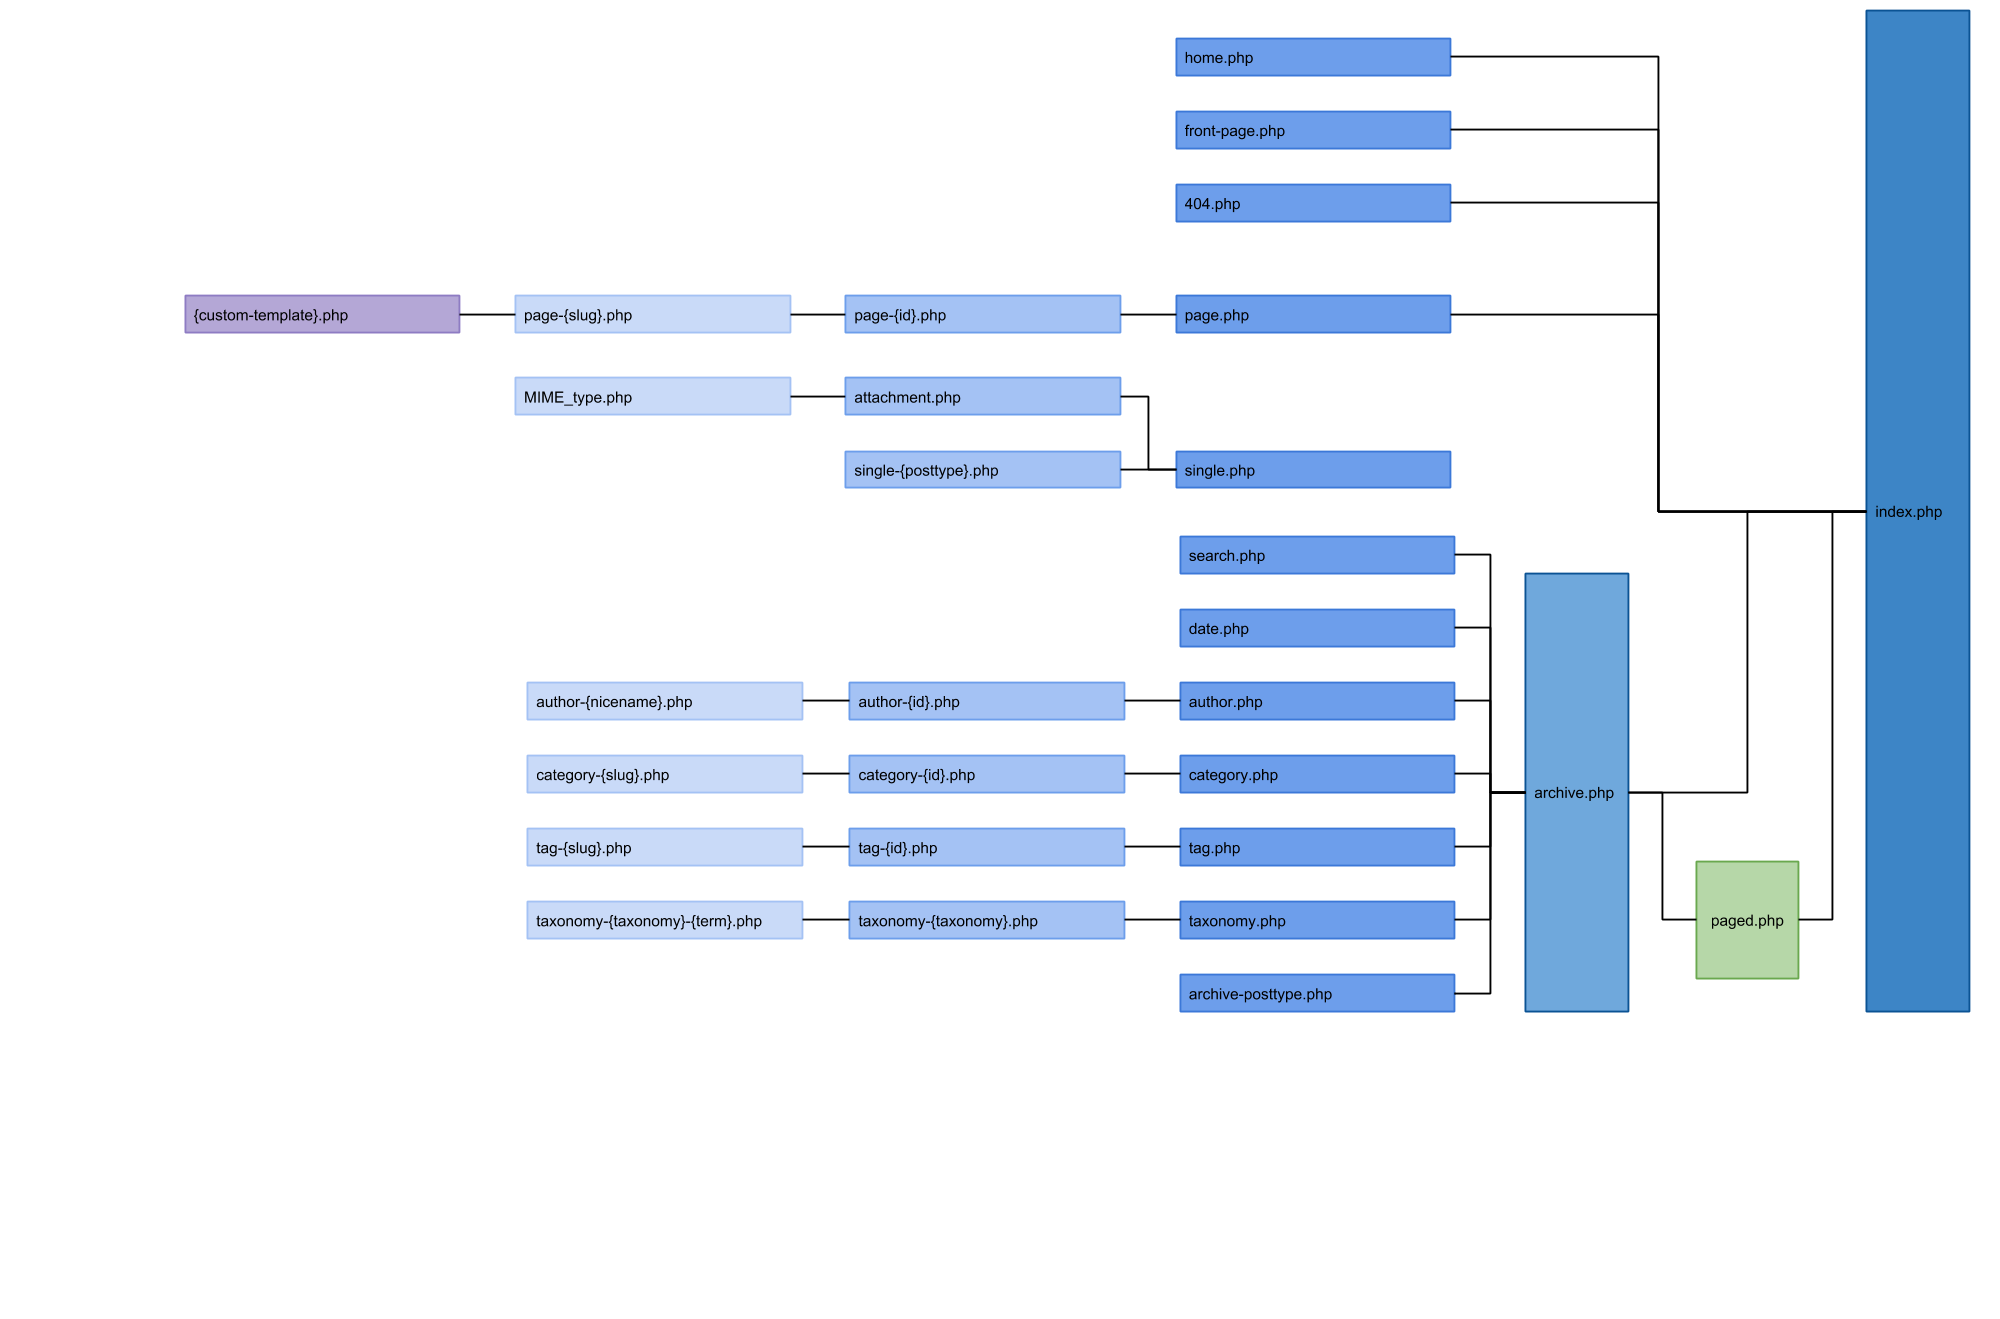 home.php
front-page.php
404.php
{custom-template}.php
page-{slug}.php
page-{id}.php
page.php
MIME_type.php
attachment.php
single-{posttype}.php
single.php
index.php
search.php
date.php
author-{nicename}.php
author-{id}.php
author.php
category-{slug}.php
category-{id}.php
category.php
archive.php
tag-{slug}.php
tag-{id}.php
tag.php
taxonomy-{taxonomy}-{term}.php
taxonomy-{taxonomy}.php
taxonomy.php
paged.php
archive-posttype.php